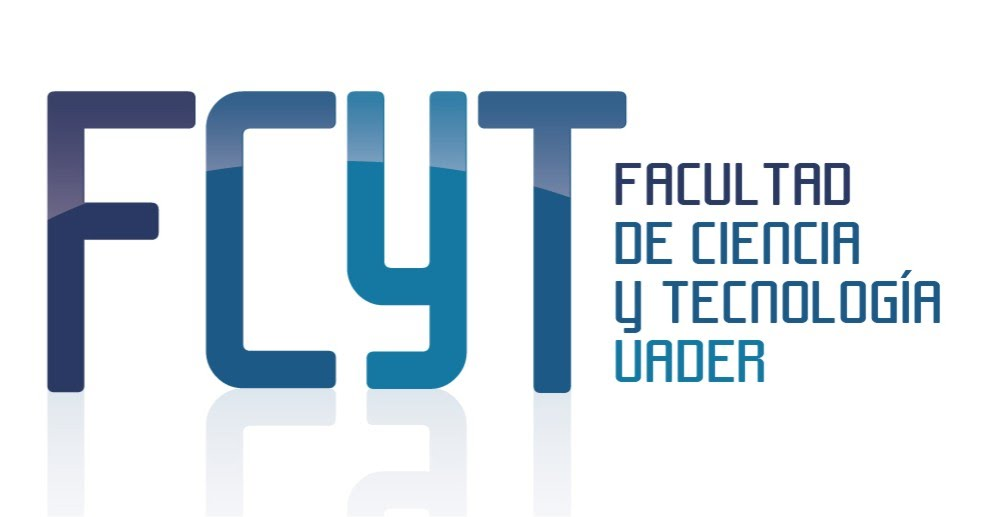 FCyT
FACULTAD
DE CIENCIA
y TECNOLOGÍA
UADER